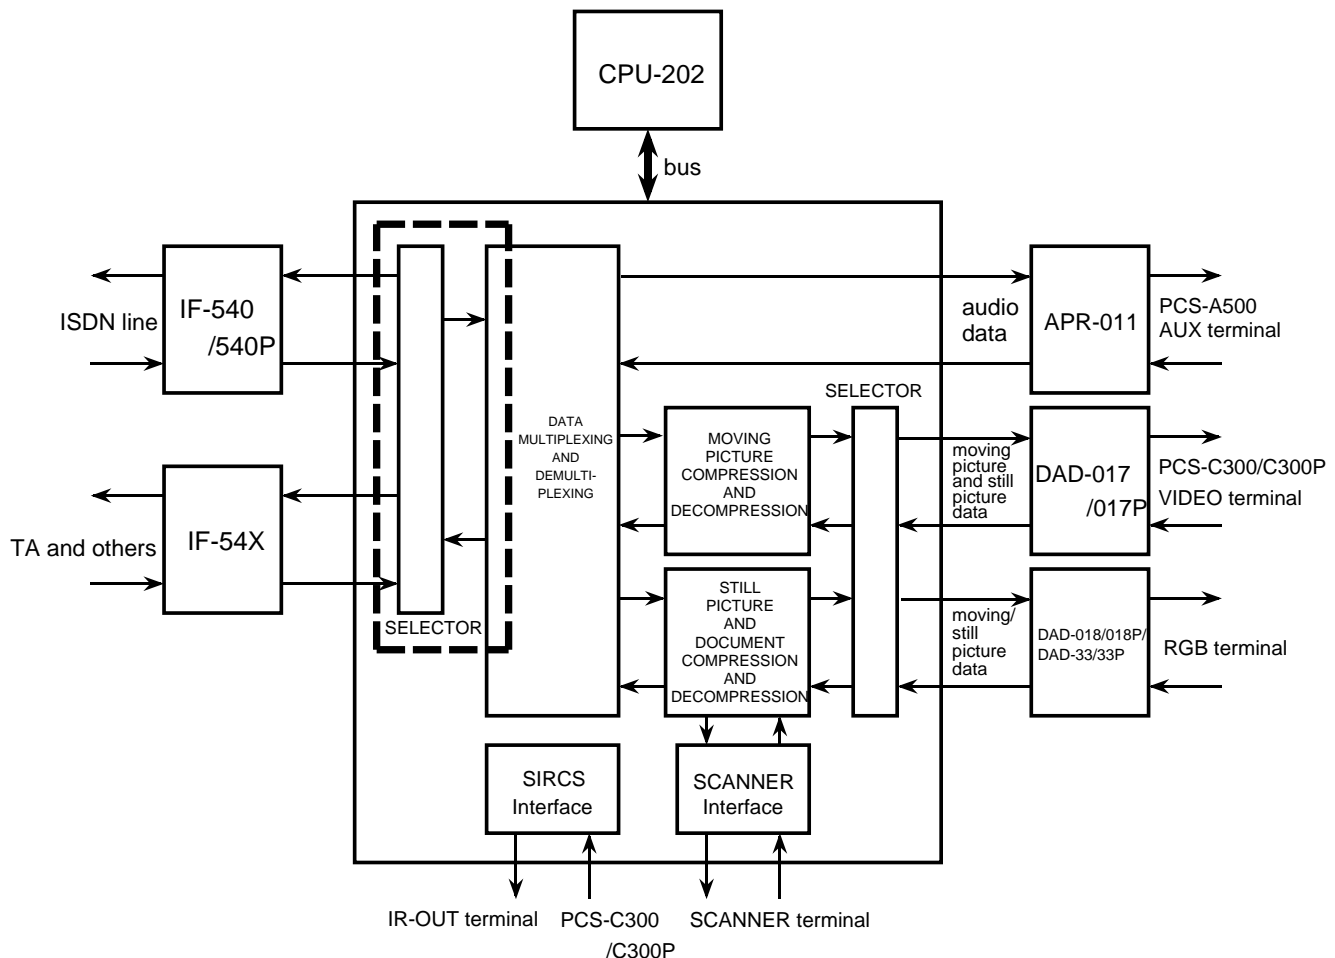 CPU-202
bus
ISDN line
IF-540
/540P
TA and others
IF-54X
SELECTOR
DATA
MULTIPLEXING
AND
DEMULTI-
PLEXING
audio
data
APR-011
PCS-A500
AUX terminal
SELECTOR
MOVING
PICTURE
COMPRESSION
AND
DECOMPRESSION
moving
picture
and still
picture
data
DAD-017
/017P
PCS-C300/C300P
VIDEO terminal
STILL
PICTURE
AND
DOCUMENT
COMPRESSION
AND
DECOMPRESSION
moving/
still
picture
data
DAD-018/018P/
DAD-33/33P
RGB terminal
SIRCS
Interface
SCANNER
Interface
IR-OUT terminal
PCS-C300
/C300P
SCANNER terminal